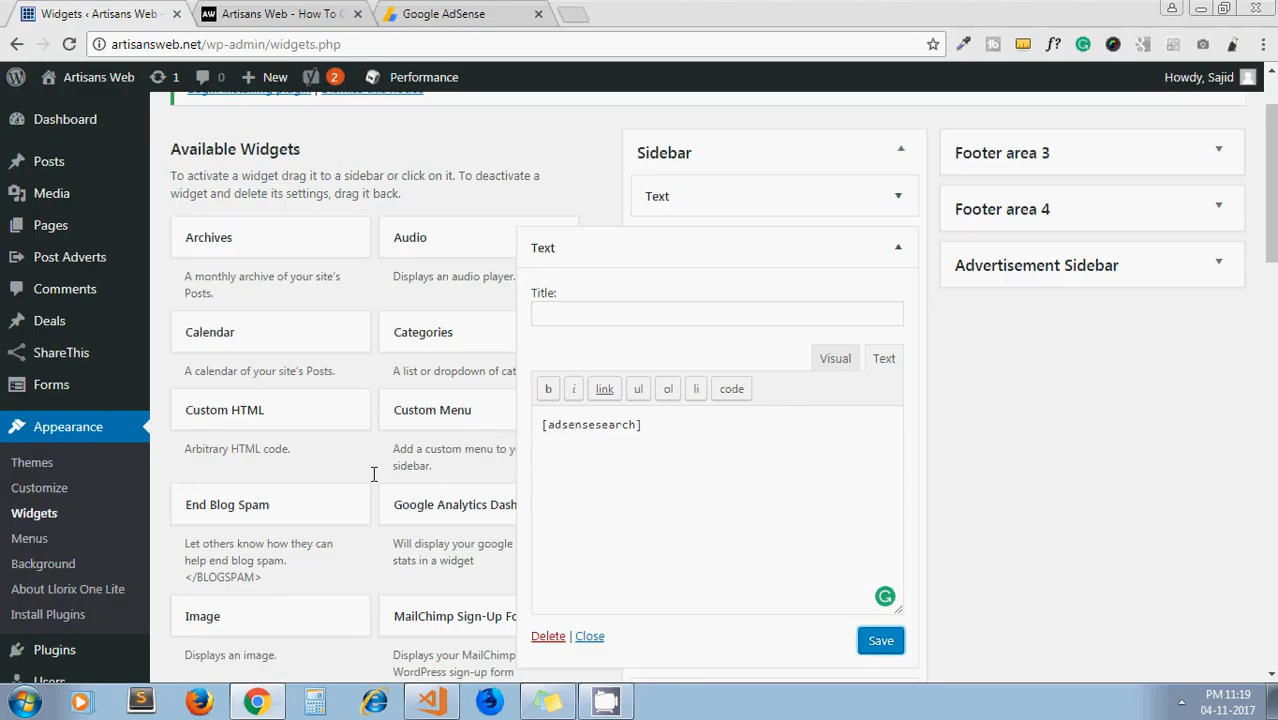 Widgets ‹ Artisans Web -
Artisans Web - How To C
Google AdSense
artisansweb.net/wp-admin/widgets.php
Artisans Web
1
0
New
2
Performance
Howdy, Sajid
Dashboard
Posts
Media
Pages
Post Adverts
Comments
Deals
ShareThis
Forms
Appearance
Themes
Customize
Widgets
Menus
Background
About Llorix One Lite
Install Plugins
Plugins
Users
Begin installing plugin | Dismiss this notice
Available Widgets
To activate a widget drag it to a sidebar or click on it. To deactivate a
widget and delete its settings, drag it back.
Archives
A monthly archive of your site's
Posts.
Audio
Displays an audio player.
Calendar
A calendar of your site's Posts.
Categories
A list or dropdown of cat
Custom HTML
Arbitrary HTML code.
Custom Menu
Add a custom menu to yo
sidebar.
End Blog Spam
Let others know how they can
help end blog spam.
</BLOGSPAM>
Google Analytics Dash
Will display your google
stats in a widget
Image
Displays an image.
MailChimp Sign-Up Fo
Displays your MailChimp
WordPress sign-up form
Sidebar
Text
Text
Title:
Visual
Text
b
i
link
ul
ol
li
code
[adsensesearch]
Delete | Close
Save
Footer area 3
Footer area 4
Advertisement Sidebar
PM 11:19
04-11-2017